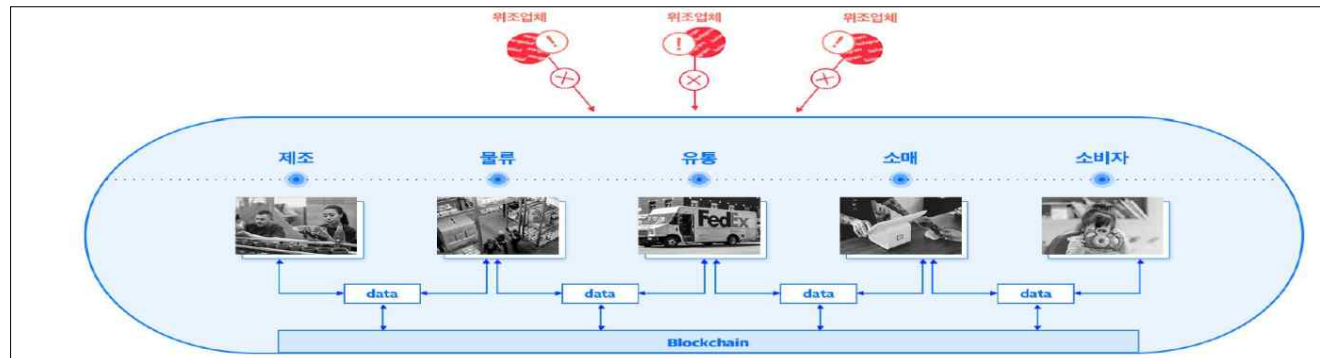 위조업체 위조업체 위조업체
! ! !
제조 물류 유통 소매 소비자
FedEx
data data data data
Blockchain